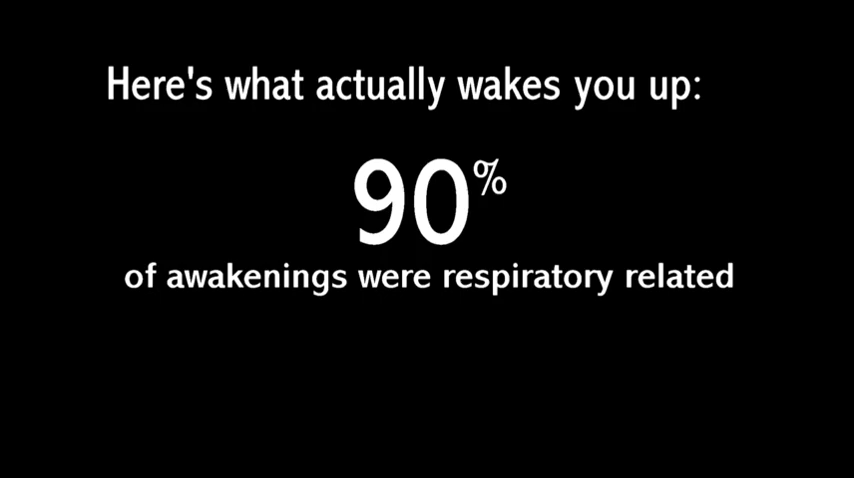 Here's what actually wakes you up:
90%
of awakenings were respiratory related